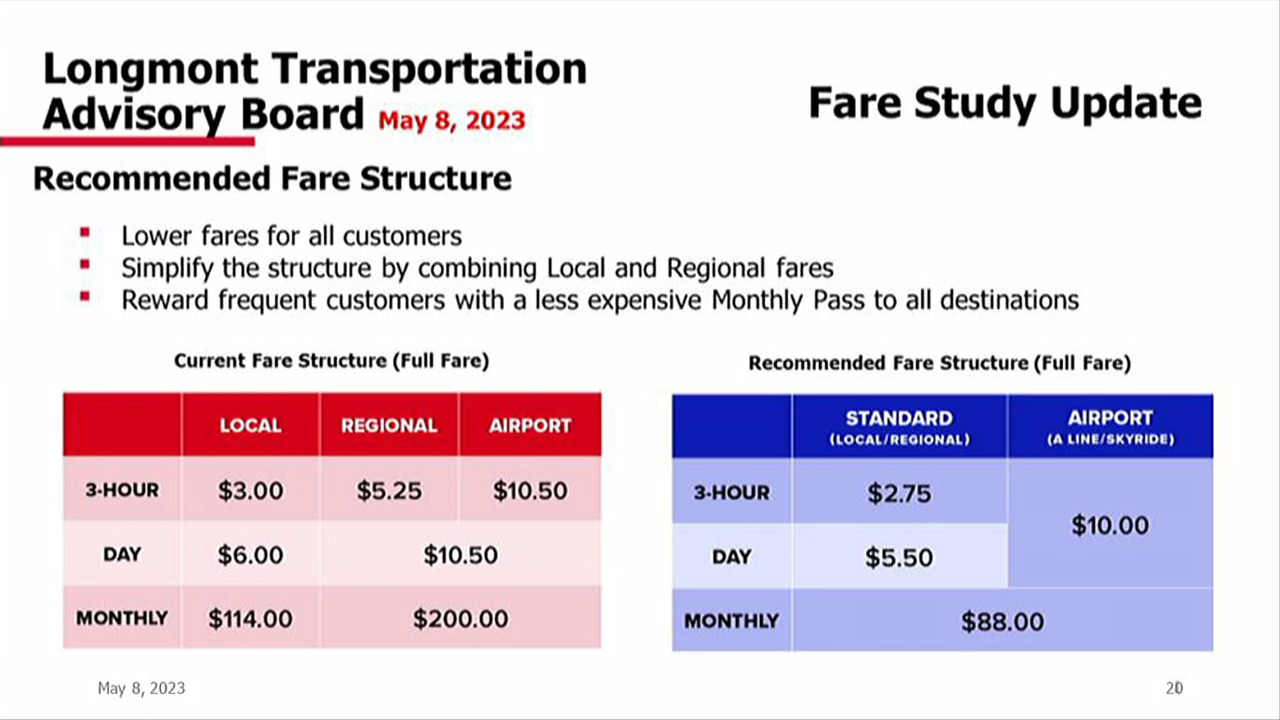 Longmont Transportation
Advisory Board May 8, 2023
Fare Study Update
Recommended Fare Structure
Lower fares for all customers
Simplify the structure by combining Local and Regional fares
Reward frequent customers with a less expensive Monthly Pass to all destinations
Current Fare Structure (Full Fare)
LOCAL REGIONAL AIRPORT
3-HOUR $3.00 $5.25 $10.50
DAY $6.00 $10.50
MONTHLY $114.00 $200.00
Recommended Fare Structure (Full Fare)
STANDARD AIRPORT
(LOCAL/REGIONAL) (A LINE/SKYRIDE)
3-HOUR $2.75
$10.00
DAY $5.50
MONTHLY $88.00
May 8, 2023